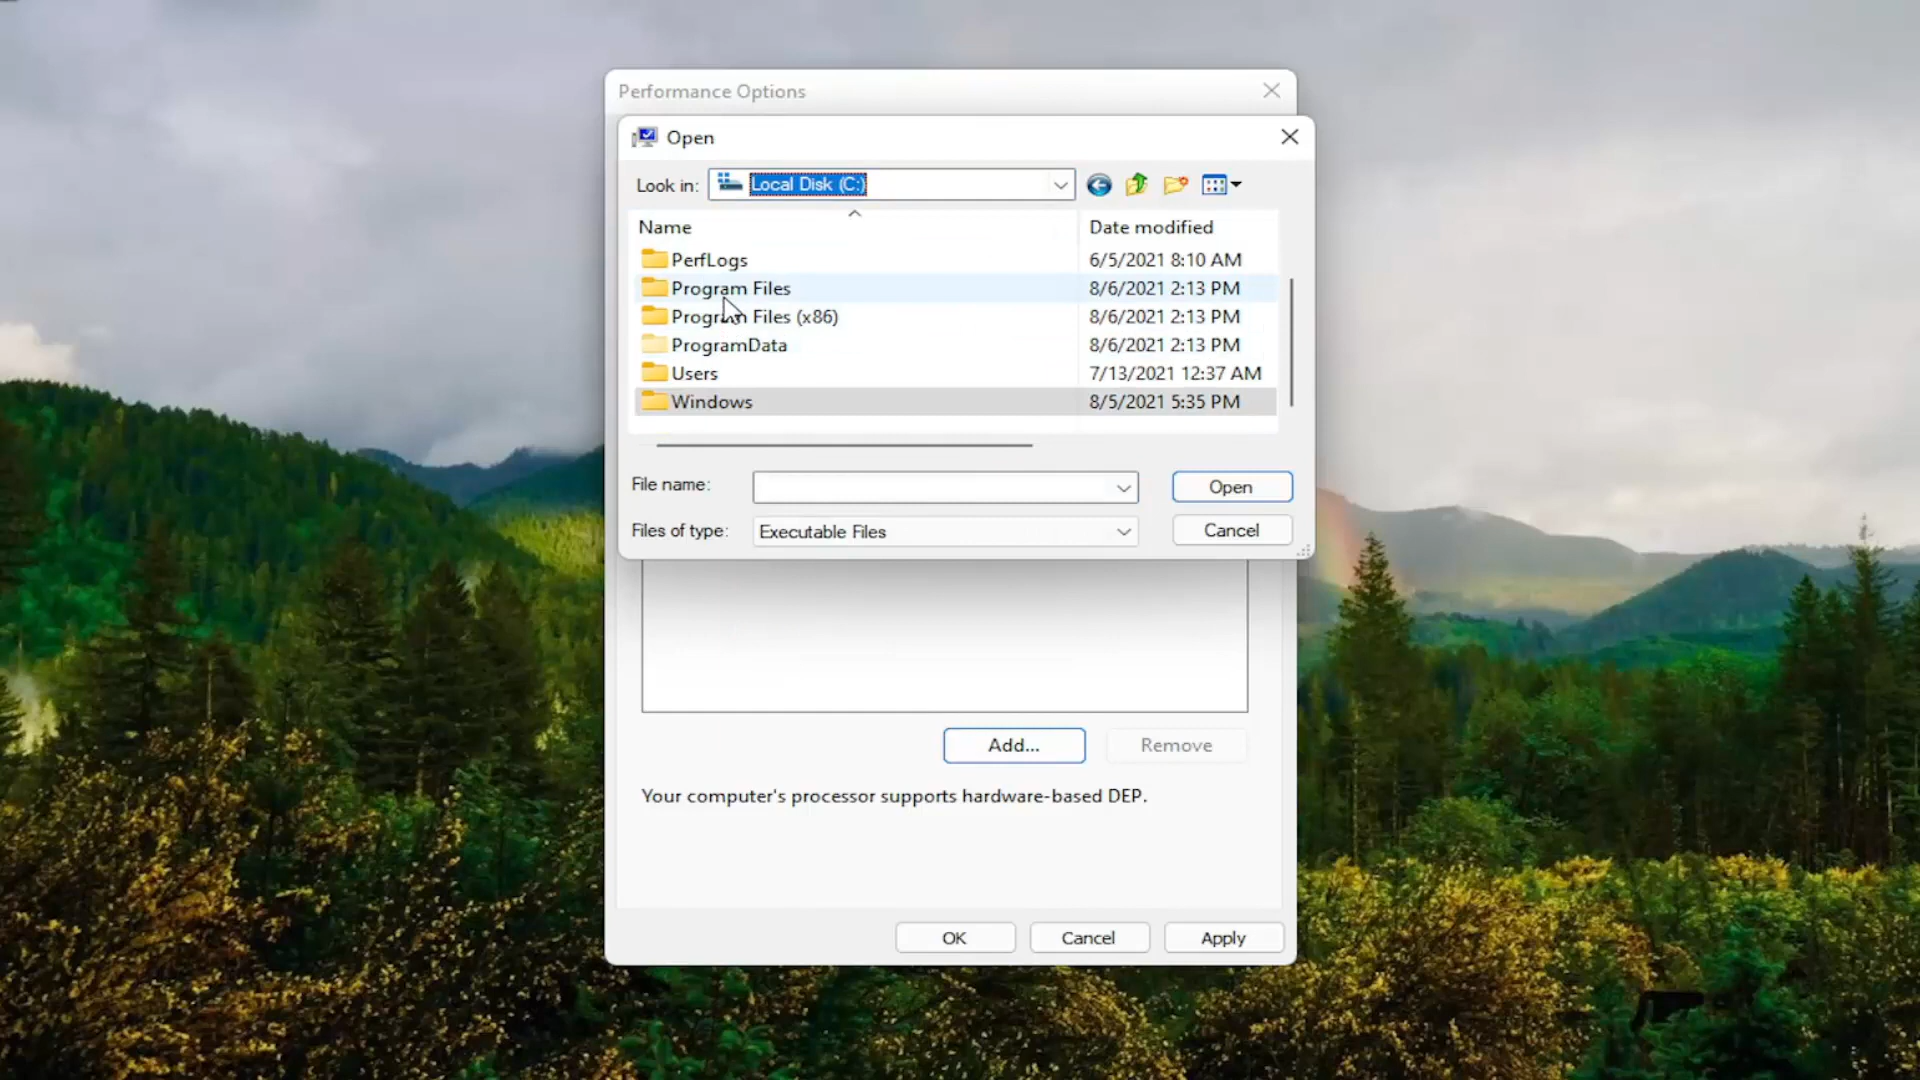 Performance Options
Open
Look in: Local Disk (C:)
Name Date modified
PerfLogs 6/5/2021 8:10 AM
Program Files 8/6/2021 2:13 PM
Program Files (x86) 8/6/2021 2:13 PM
ProgramData 8/6/2021 2:13 PM
Users 7/13/2021 12:37 AM
Windows 8/5/2021 5:35 PM
File name: Open
Files of type: Executable Files Cancel
Add... Remove
Your computer's processor supports hardware-based DEP.
OK Cancel Apply